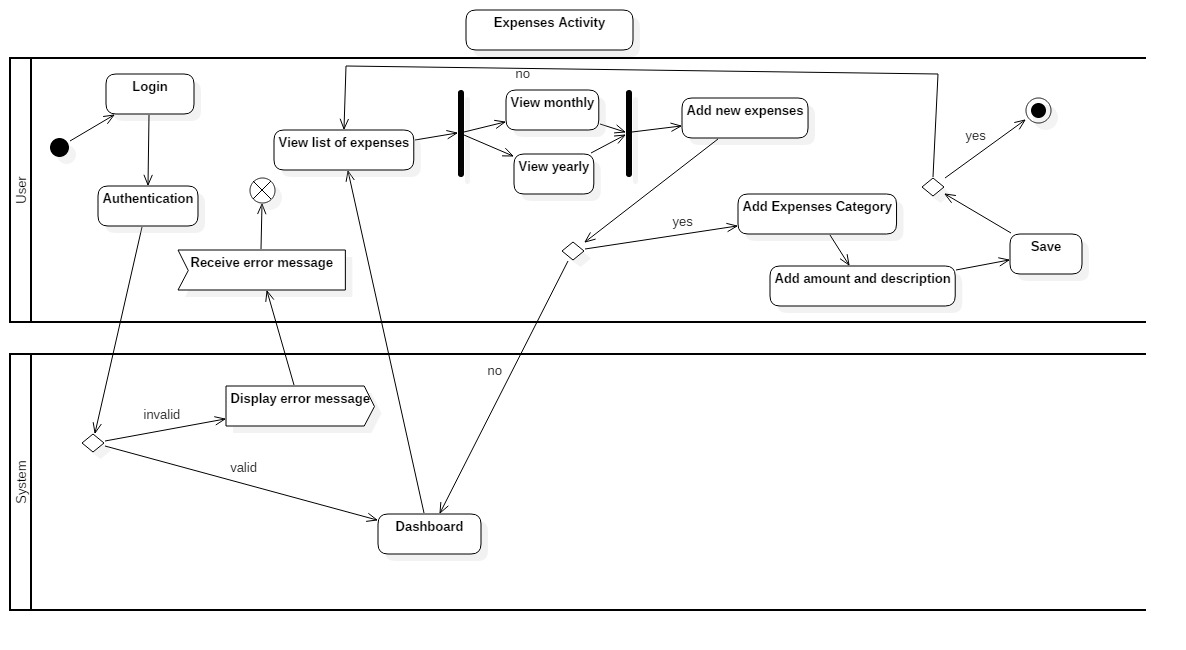 Expenses Activity
User
no
Login
View monthly
Add new expenses
View list of expenses
yes
View yearly
Authentication
Add Expenses Category
yes
Save
Receive error message
Add amount and description
System
no
Display error message
invalid
valid
Dashboard